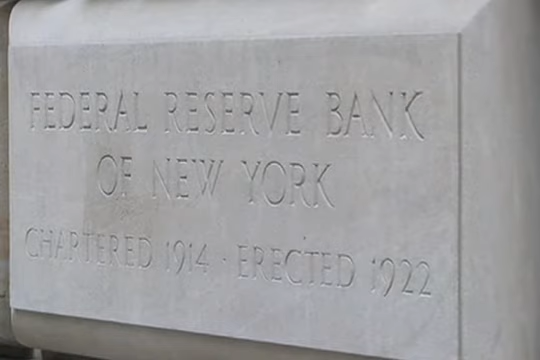 FEDERAL RESERVE BANK
OF NEW YORK
CHARTERED 1914 · ERECTED 1922